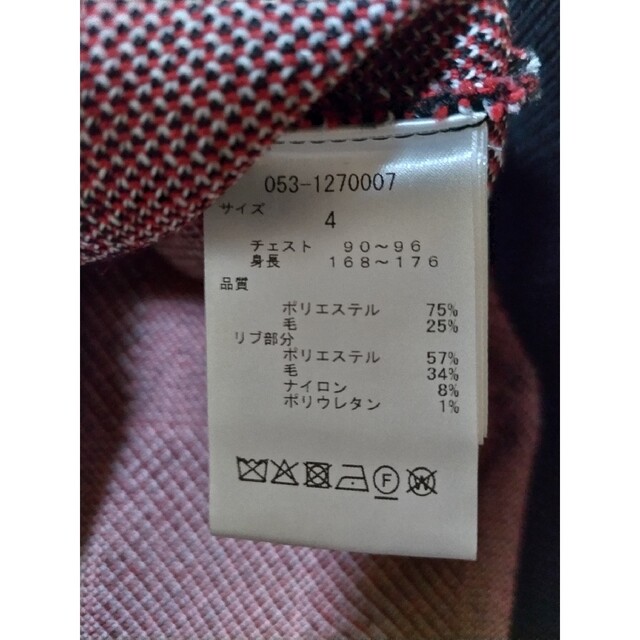 053-1270007
サイズ
4
チェスト 90～96
身長 168～176
品質
ポリエステル 75%
毛 25%
リブ部分
ポリエステル 57%
毛 34%
ナイロン 8%
ポリウレタン 1%
F W